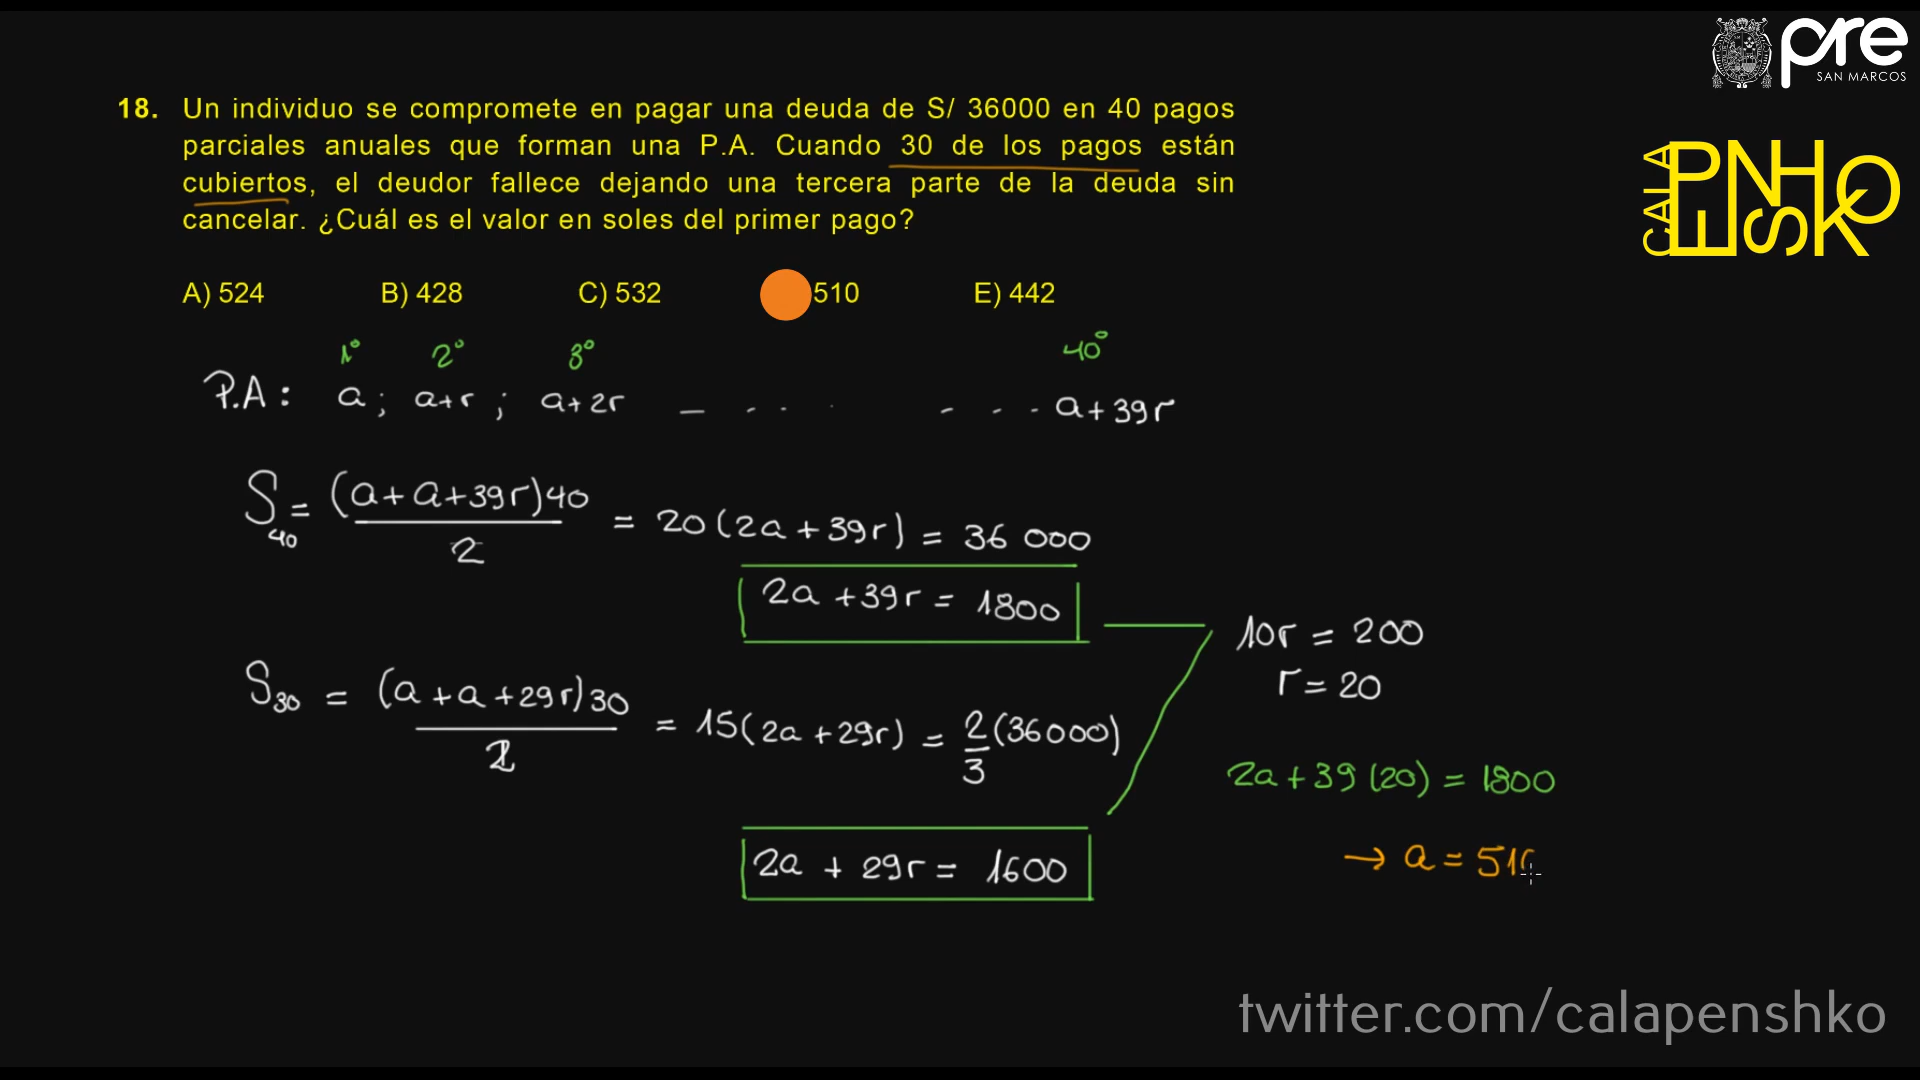 pre
SAN MARCOS
CALA
PENSHKO
18. Un individuo se compromete en pagar una deuda de S/ 36000 en 40 pagos
parciales anuales que forman una P.A. Cuando 30 de los pagos están
cubiertos, el deudor fallece dejando una tercera parte de la deuda sin
cancelar. ¿Cuál es el valor en soles del primer pago?
A) 524 B) 428 C) 532 510 E) 442
1° 2° 3° 40°
P.A: a; a+r; a+2r – · · · · · · a+39r
S₄₀ = (a+a+39r)40 / 2 = 20(2a+39r) = 36 000
2a+39r = 1800
10r = 200
r = 20
S₃₀ = (a+a+29r)30 / 2 = 15(2a+29r) = 2/3(36000)
2a+39(20) = 1800
2a + 29r = 1600
→ a = 510
twitter.com/calapenshko